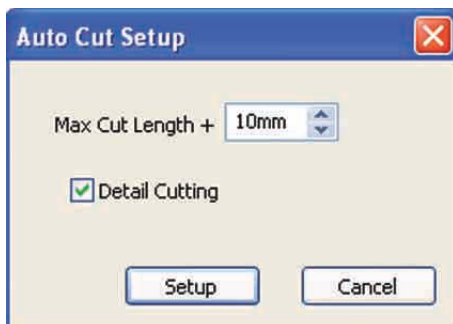 Auto Cut Setup
Max Cut Length + 10mm
Detail Cutting
Setup Cancel